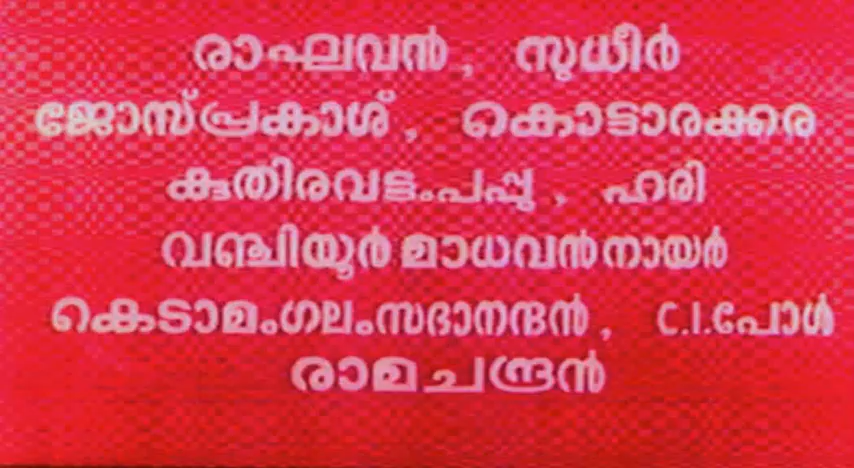 രാഘവൻ, സുധീർ
ജോസ്പ്രകാശ്, കൊട്ടാരക്കര
കുതിരവട്ടംപപ്പു, ഹരി
വഞ്ചിയൂർ മാധവൻനായർ
കെടാമംഗലംസദാനന്ദൻ, C.I.പോൾ
രാമചന്ദ്രൻ